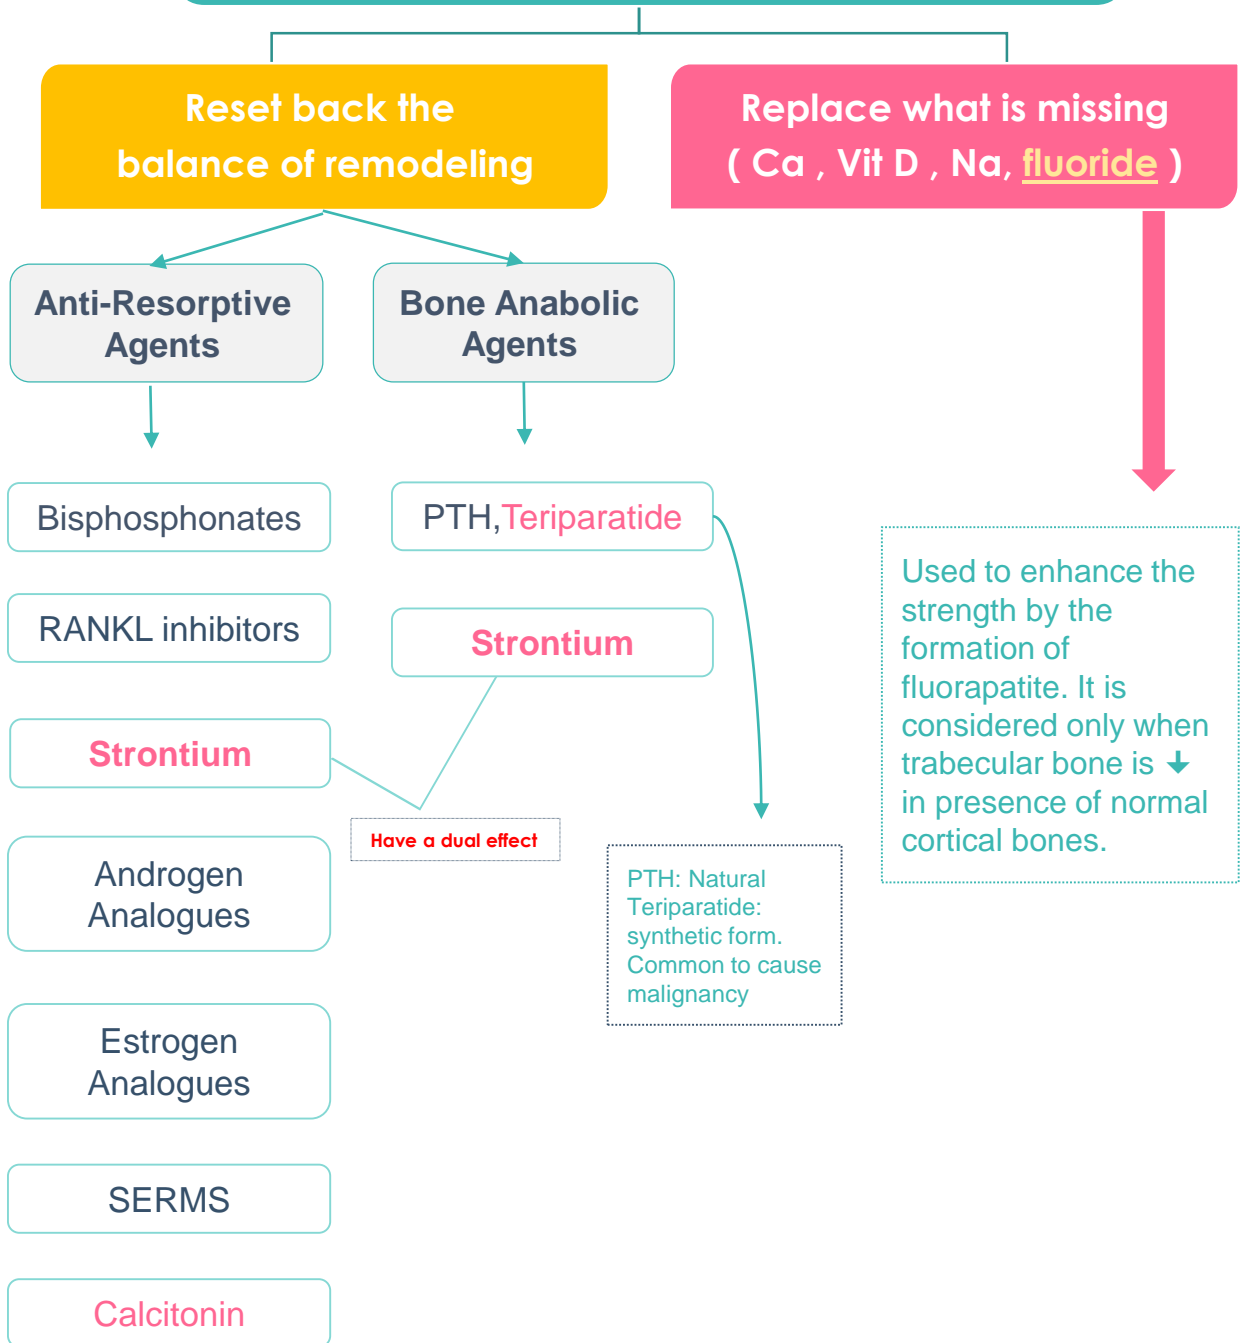 Reset back the
balance of remodeling
Replace what is missing
( Ca , Vit D , Na, fluoride )
Anti-Resorptive
Agents
Bone Anabolic
Agents
Bisphosphonates
PTH,Teriparatide
RANKL inhibitors
Strontium
Strontium
Have a dual effect
Used to enhance the
strength by the
formation of
fluorapatite. It is
considered only when
trabecular bone is 🡻
in presence of normal
cortical bones.
Androgen
Analogues
PTH: Natural
Teriparatide:
synthetic form.
Common to cause
malignancy
Estrogen
Analogues
SERMS
Calcitonin